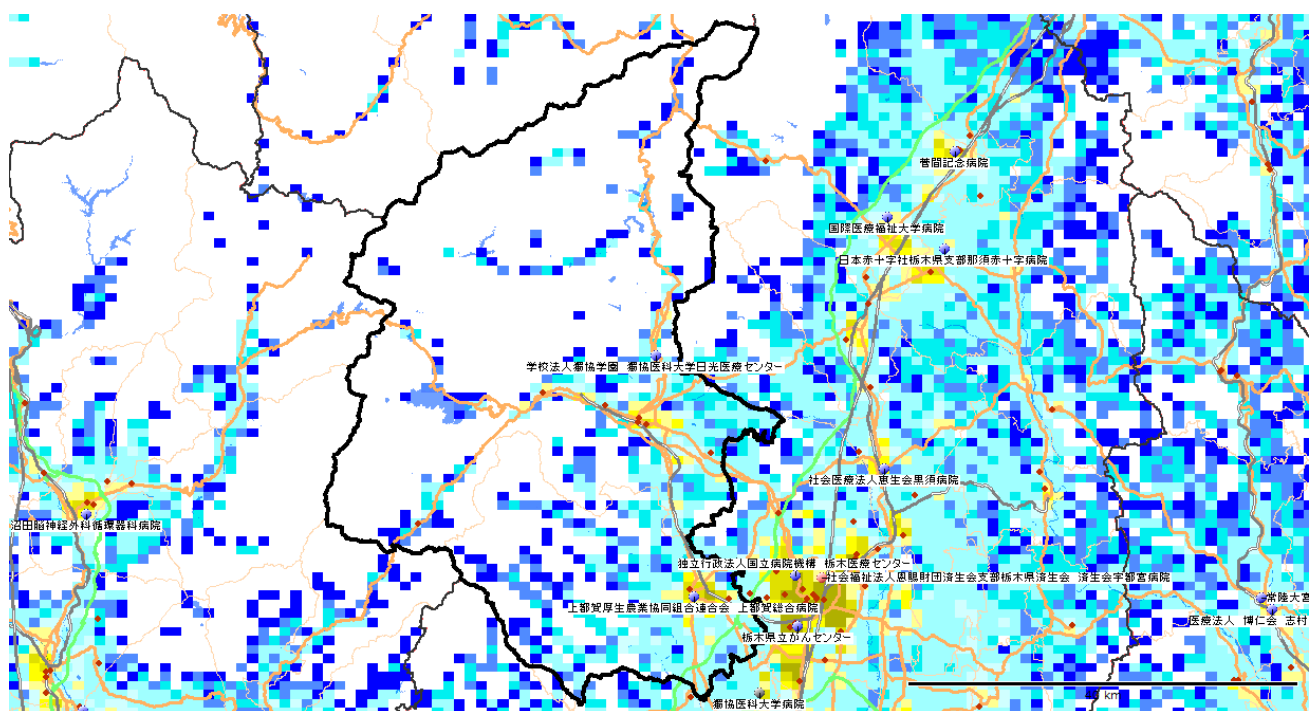 菅間記念病院
国際医療福祉大学病院
日本赤十字社栃木県支部那須赤十字病院
学校法人獨協学園 獨協医科大学日光医療センター
社会医療法人恵生会黒須病院
沼田脳神経外科循環器科病院
独立行政法人国立病院機構 栃木医療センター
社会福祉法人恩賜財団済生会支部栃木県済生会 済生会宇都宮病院
上都賀厚生農業協同組合連合会 上都賀総合病院
常陸大宮
医療法人 博仁会 志村
栃木県立がんセンター
獨協医科大学病院
km